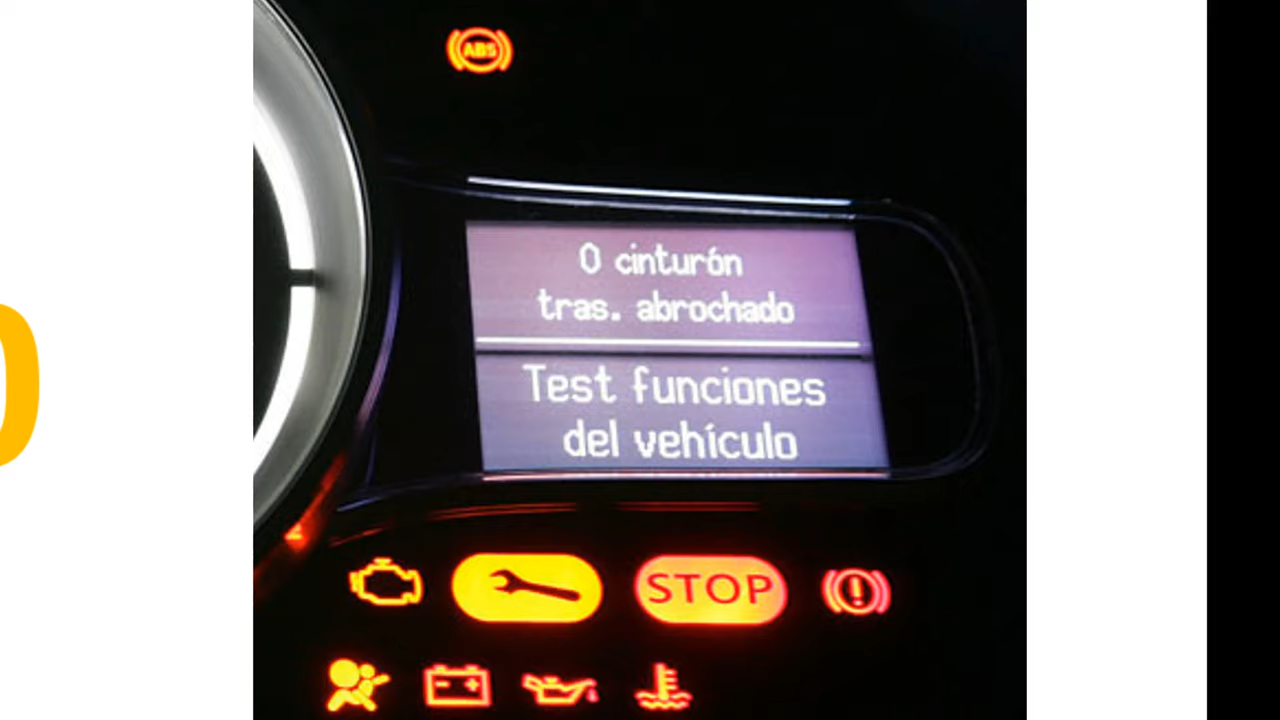 ABS
0 cinturón
tras. abrochado
Test funciones
del vehículo
STOP